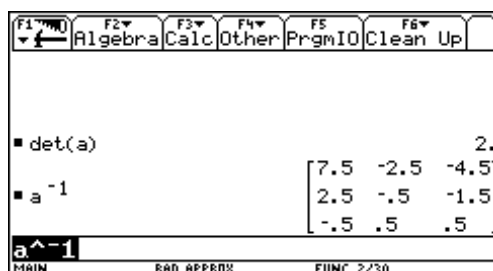 F1 F2 F3 F4 F5 F6
Algebra Calc Other PrgmIO Clean Up
det(a) 2.
7.5 -2.5 -4.5
a⁻¹ 2.5 -.5 -1.5
-.5 .5 .5
a^-1
MAIN RAD APPROX FUNC 2/30